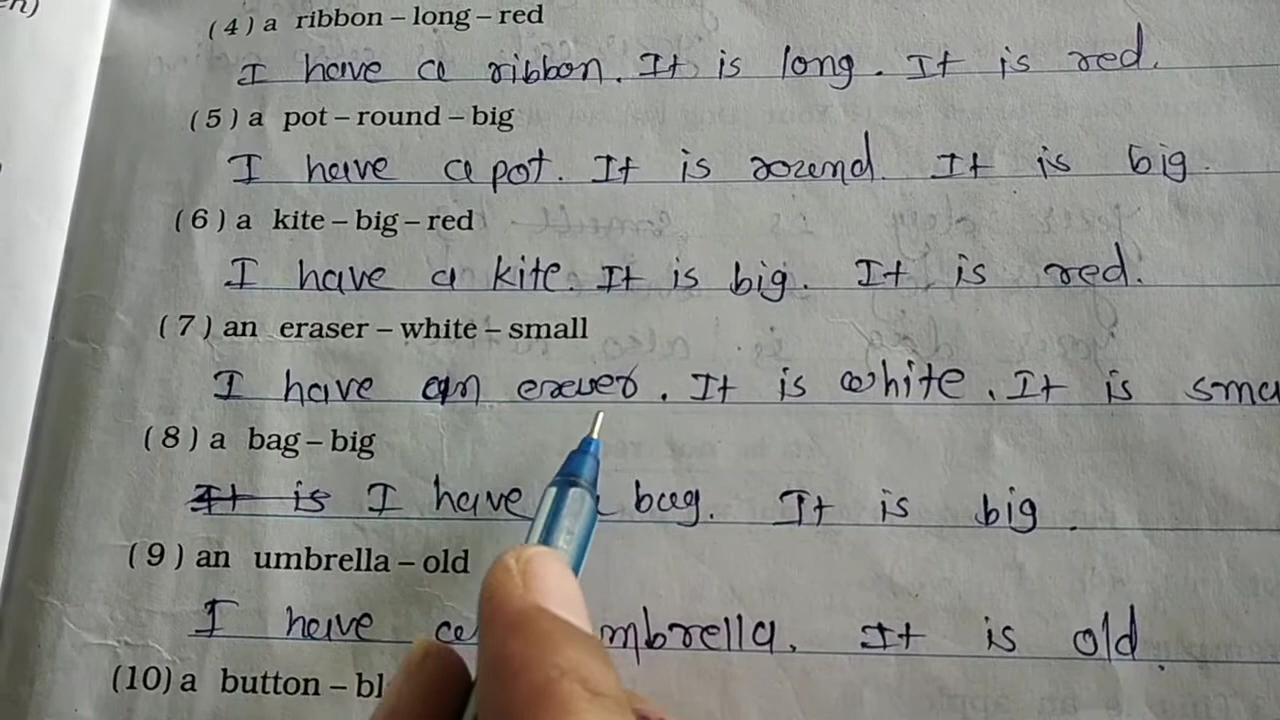 (4) a ribbon – long – red
I have a ribbon. It is long. It is red.
(5) a pot – round – big
I have a pot. It is round. It is big.
(6) a kite – big – red
I have a kite. It is big. It is red.
(7) an eraser – white – small
I have an . It is white. It is sma
(8) a bag – big
It is I have bag. It is big.
(9) an umbrella – old
I have mbrella. It is old.
(10) a button – bl